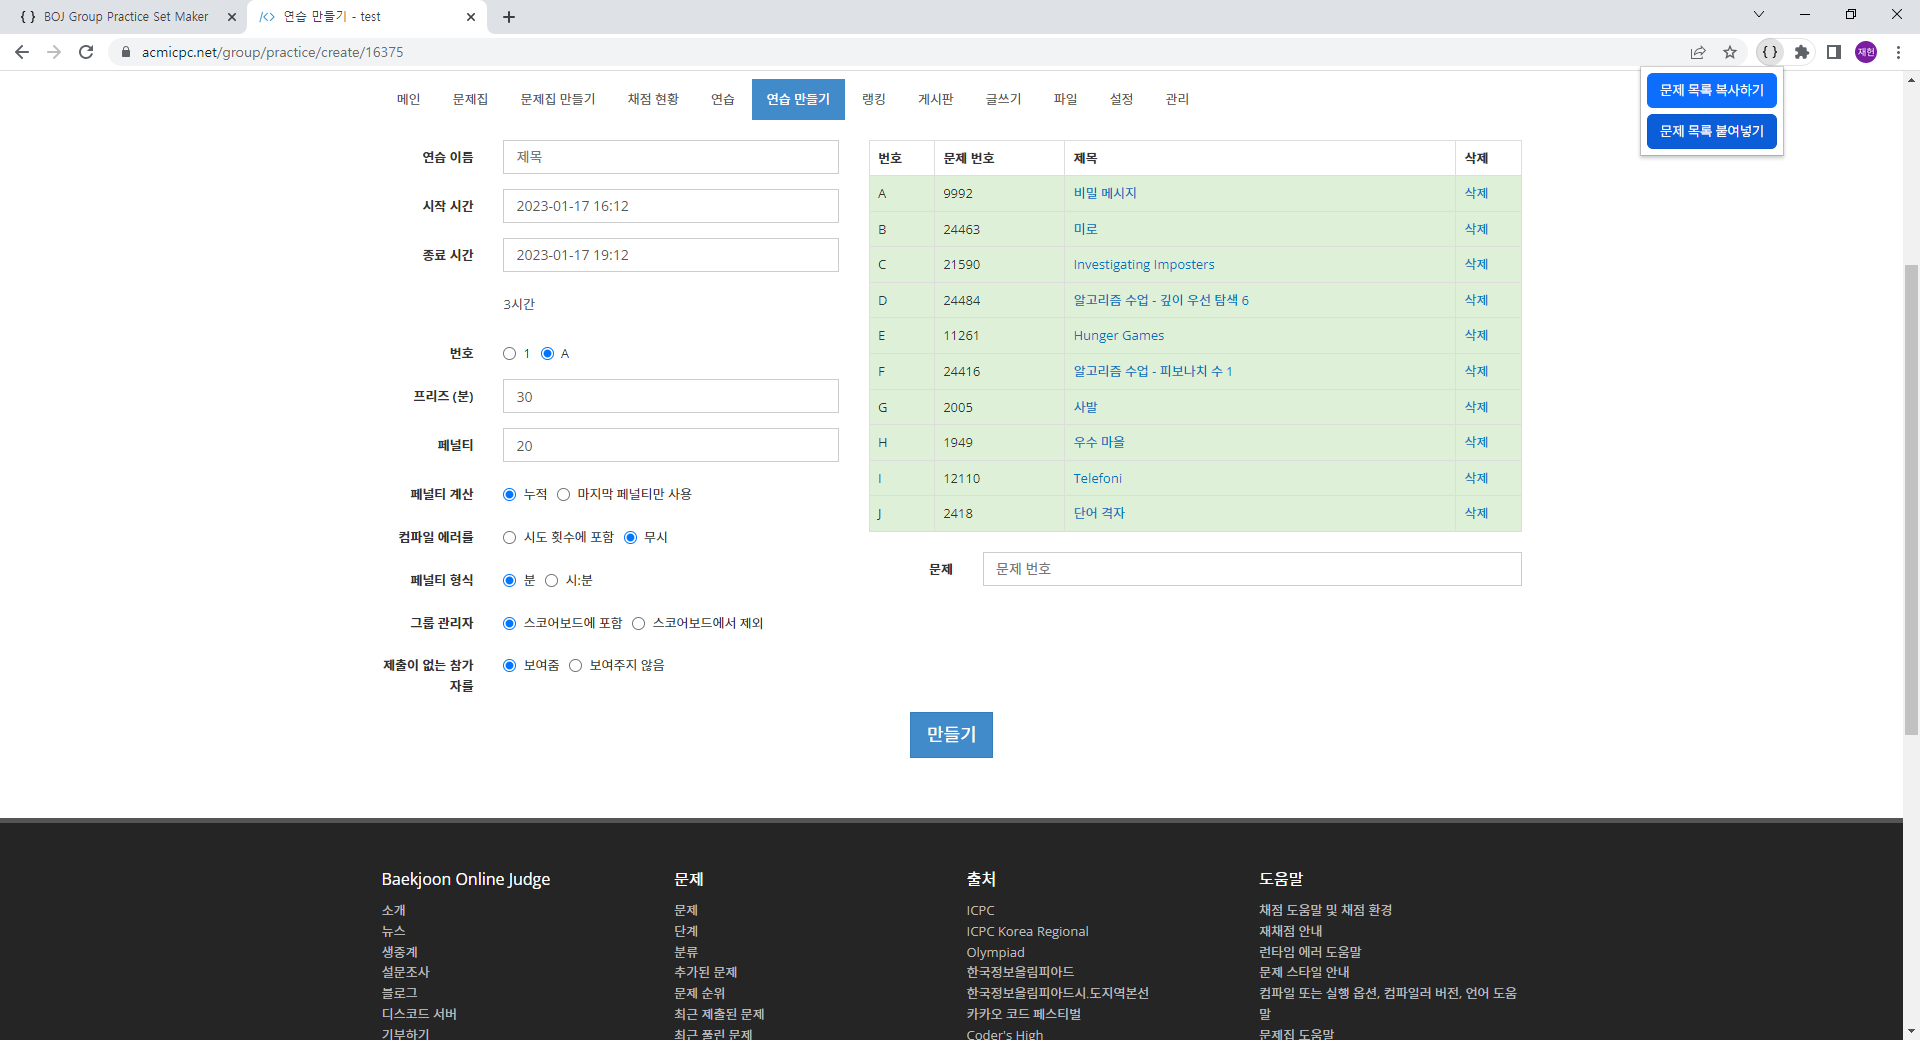 { } BOJ Group Practice Set Maker
/<> 연습 만들기 - test
acmicpc.net/group/practice/create/16375
{ }
재헌
문제 목록 복사하기
문제 목록 붙여넣기
메인 문제집 문제집 만들기 채점 현황 연습 연습 만들기 랭킹 게시판 글쓰기 파일 설정 관리
연습 이름 제목
시작 시간 2023-01-17 16:12
종료 시간 2023-01-17 19:12
3시간
번호 1 A
프리즈 (분) 30
페널티 20
페널티 계산 누적 마지막 페널티만 사용
컴파일 에러를 시도 횟수에 포함 무시
페널티 형식 분 시:분
그룹 관리자 스코어보드에 포함 스코어보드에서 제외
제출이 없는 참가
자를
보여줌 보여주지 않음
번호 문제 번호 제목 삭제
A 9992 비밀 메시지 삭제
B 24463 미로 삭제
C 21590 Investigating Imposters 삭제
D 24484 알고리즘 수업 - 깊이 우선 탐색 6 삭제
E 11261 Hunger Games 삭제
F 24416 알고리즘 수업 - 피보나치 수 1 삭제
G 2005 사발 삭제
H 1949 우수 마을 삭제
I 12110 Telefoni 삭제
J 2418 단어 격자 삭제
문제 문제 번호
만들기
Baekjoon Online Judge
소개
뉴스
생중계
설문조사
블로그
디스코드 서버
기부하기
문제
문제
단계
분류
추가된 문제
문제 순위
최근 제출된 문제
최근 풀린 문제
출처
ICPC
ICPC Korea Regional
Olympiad
한국정보올림피아드
한국정보올림피아드시.도지역본선
카카오 코드 페스티벌
Coder's High
도움말
채점 도움말 및 채점 환경
재채점 안내
런타임 에러 도움말
문제 스타일 안내
컴파일 또는 실행 옵션, 컴파일러 버전, 언어 도움
말
문제집 도움말